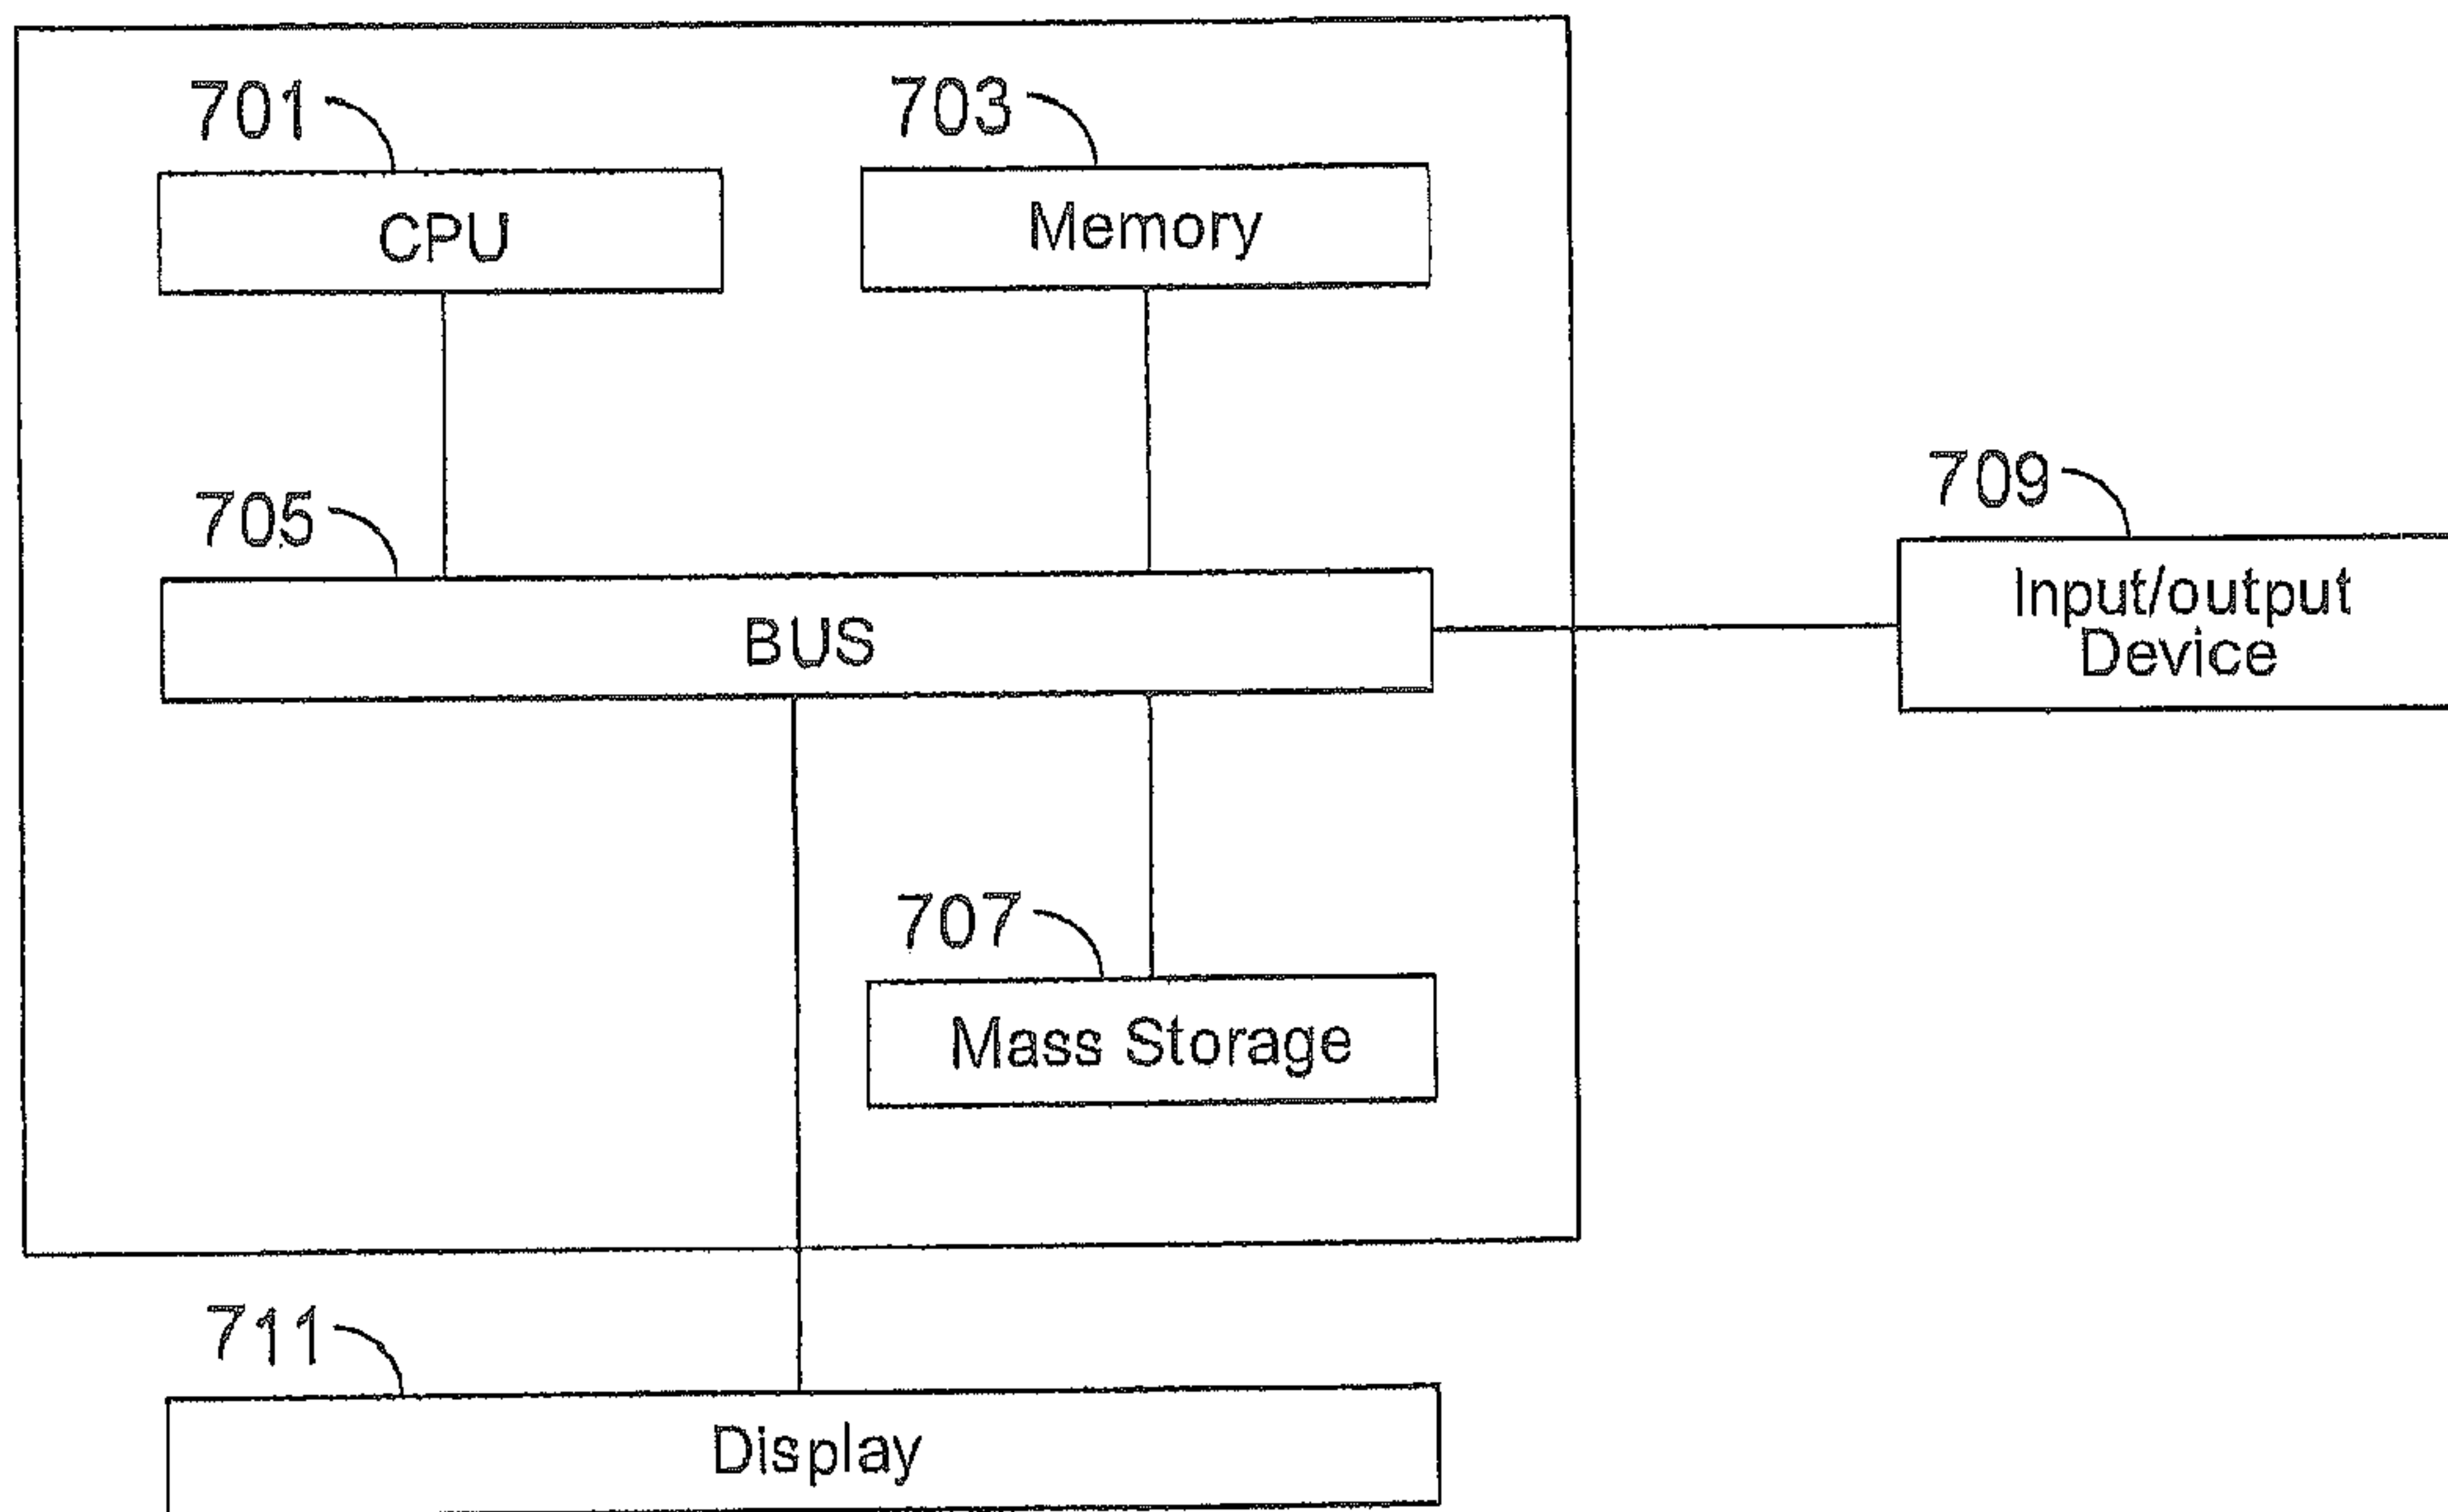 701
703
CPU
Memory
705
709
BUS
Input/output
Device
707
Mass Storage
711
Display